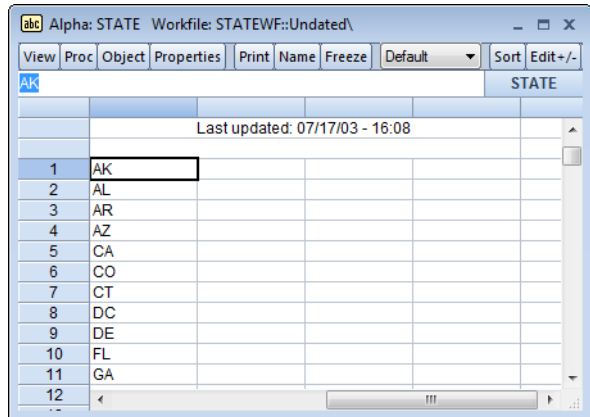 abc Alpha: STATE Workfile: STATEWF::Undated\
View Proc Object Properties Print Name Freeze Default Sort Edit+/-
AK STATE
Last updated: 07/17/03 - 16:08
1 AK
2 AL
3 AR
4 AZ
5 CA
6 CO
7 CT
8 DC
9 DE
10 FL
11 GA
12